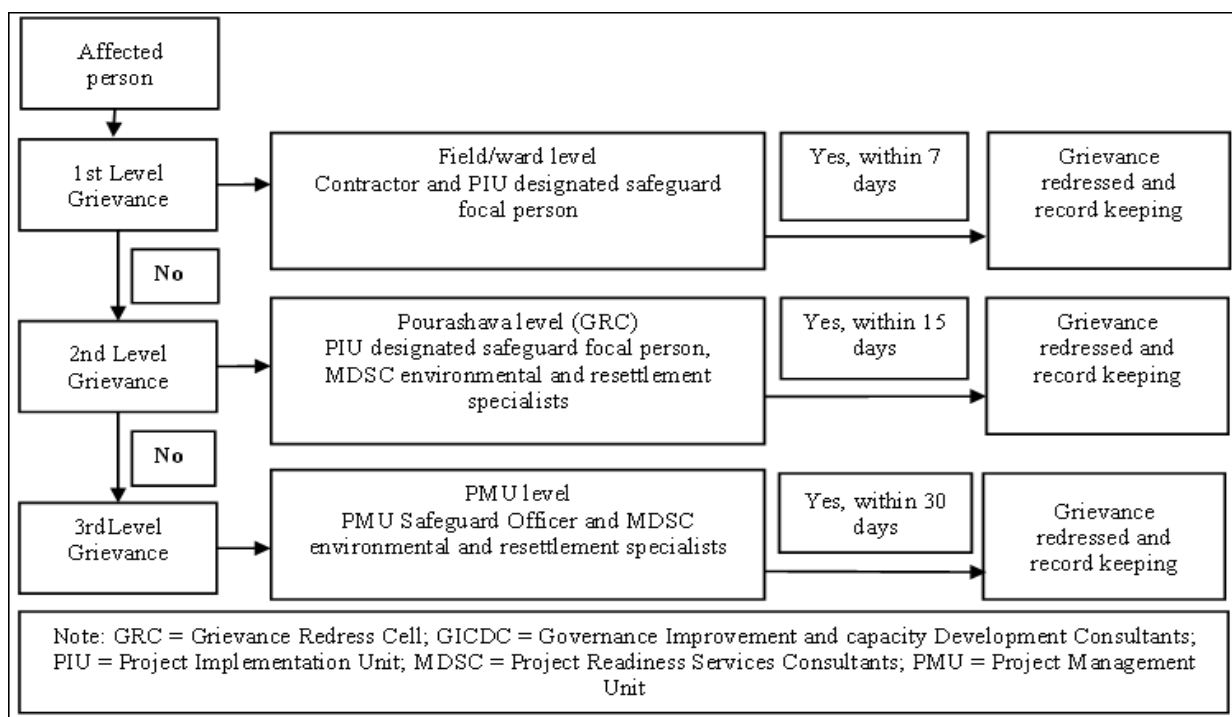 Affected
person
1st Level
Grievance
Field/ward level
Contractor and PIU designated safeguard
focal person
Yes, within 7
days
Grievance
redressed and
record keeping
No
2nd Level
Grievance
Pourashava level (GRC)
PIU designated safeguard focal person,
MDSC environmental and resettlement
specialists
Yes, within 15
days
Grievance
redressed and
record keeping
No
3rd Level
Grievance
PMU level
PMU Safeguard Officer and MDSC
environmental and resettlement specialists
Yes, within 30
days
Grievance
redressed and
record keeping
Note: GRC = Grievance Redress Cell; GICDC = Governance Improvement and capacity Development Consultants;
PIU = Project Implementation Unit; MDSC = Project Readiness Services Consultants; PMU = Project Management
Unit